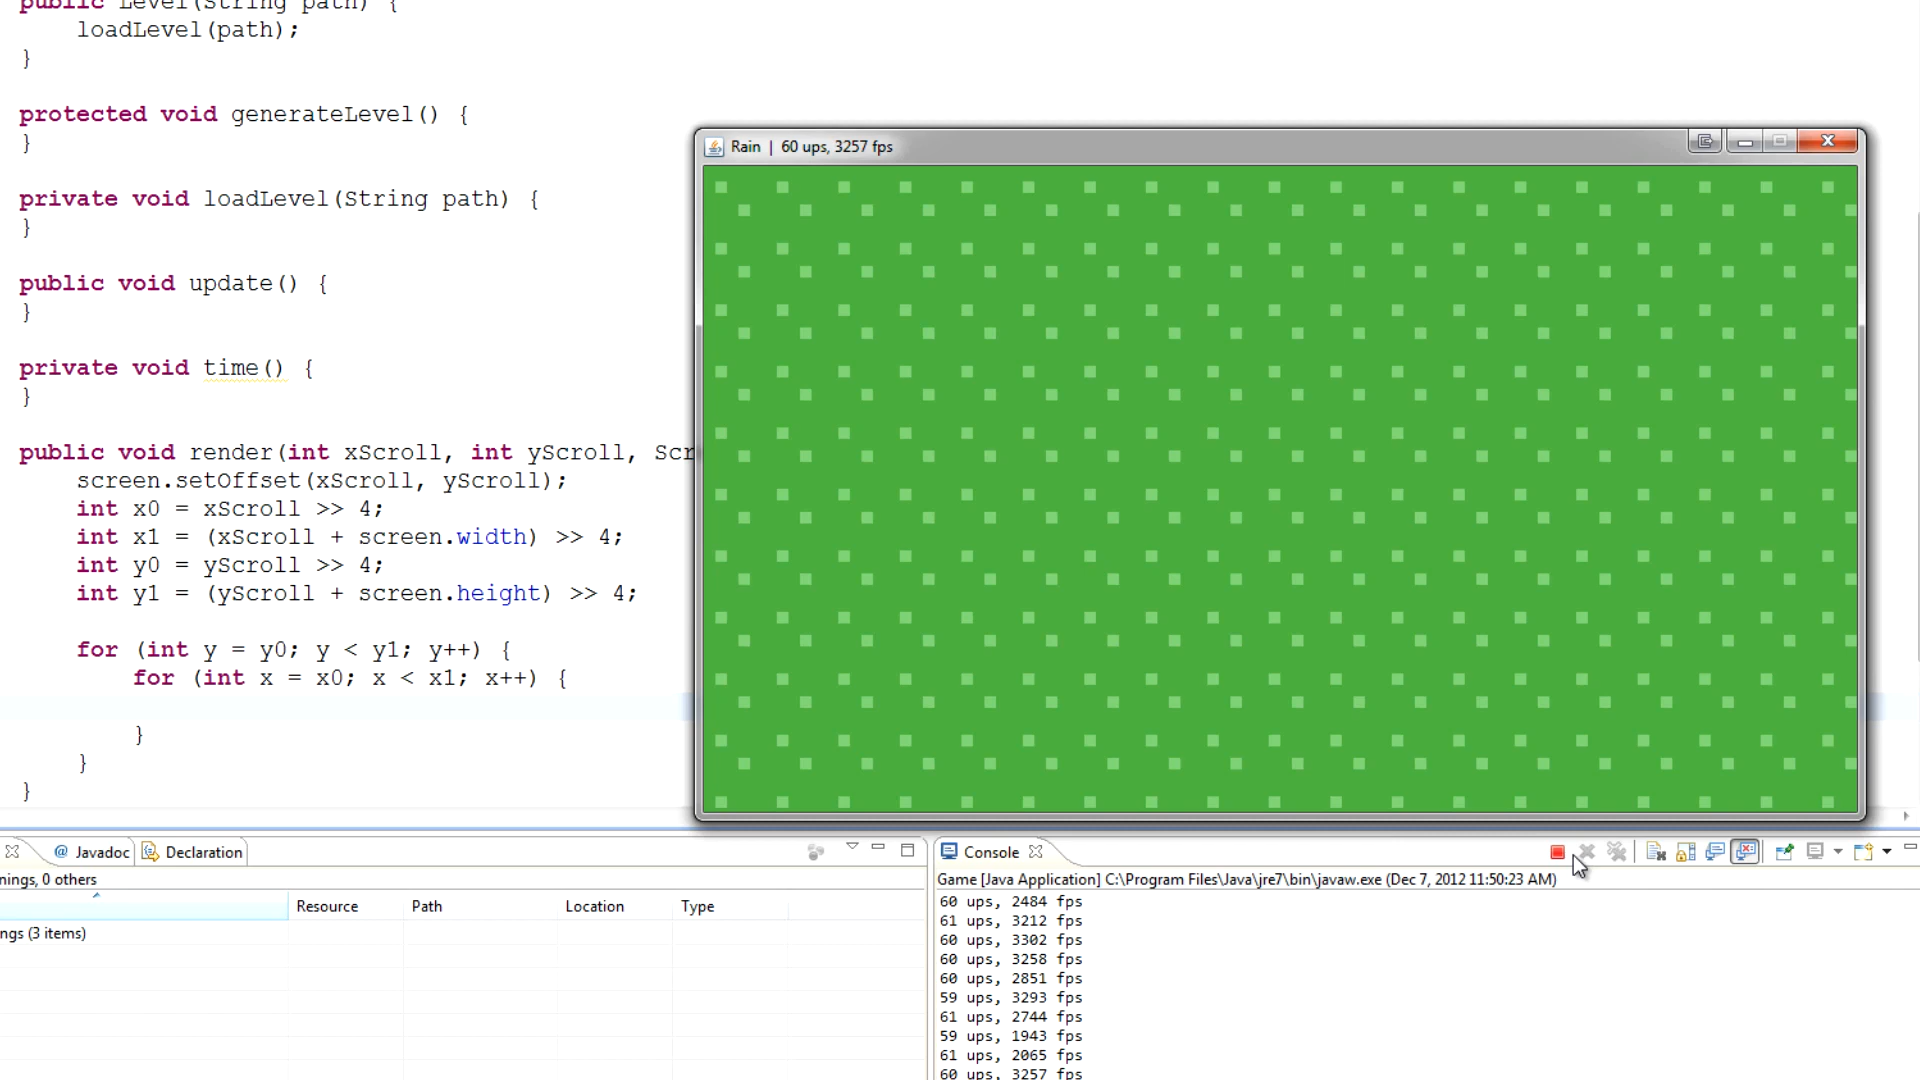 public Level(String path) {
loadLevel(path);
}
protected void generateLevel() {
}
private void loadLevel(String path) {
}
public void update() {
}
private void time() {
}
public void render(int xScroll, int yScroll, Scr
screen.setOffset(xScroll, yScroll);
int x0 = xScroll >> 4;
int x1 = (xScroll + screen.width) >> 4;
int y0 = yScroll >> 4;
int y1 = (yScroll + screen.height) >> 4;
for (int y = y0; y < y1; y++) {
for (int x = x0; x < x1; x++) {
}
}
}
Rain | 60 ups, 3257 fps
@ Javadoc Declaration
nings, 0 others
Resource Path Location Type
ngs (3 items)
Console
Game [Java Application] C:\Program Files\Java\jre7\bin\javaw.exe (Dec 7, 2012 11:50:23 AM)
60 ups, 2484 fps
61 ups, 3212 fps
60 ups, 3302 fps
60 ups, 3258 fps
60 ups, 2851 fps
59 ups, 3293 fps
61 ups, 2744 fps
59 ups, 1943 fps
61 ups, 2065 fps
60 ups, 3257 fps